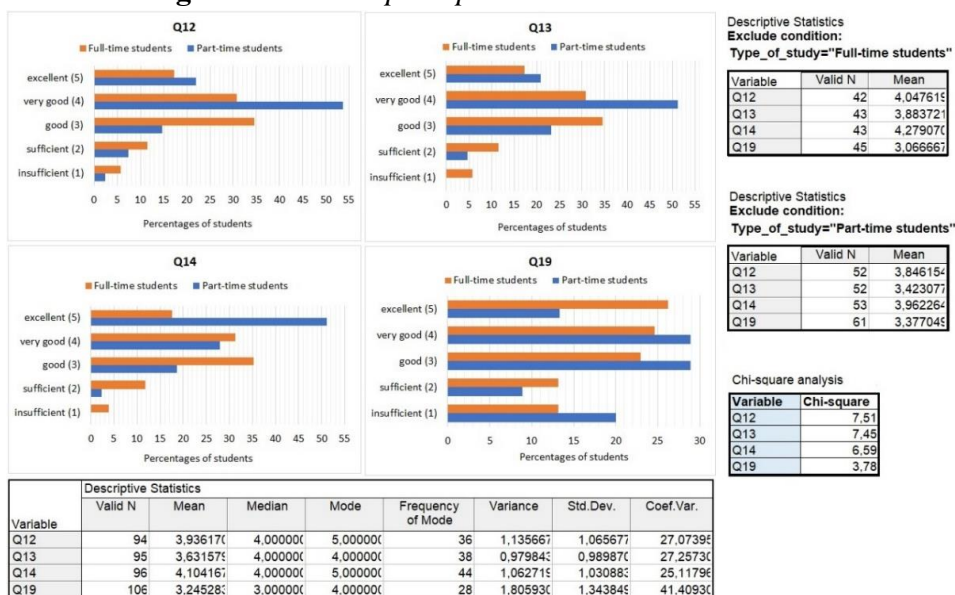 Q12
Full-time students Part-time students
excellent (5)
very good (4)
good (3)
sufficient (2)
insufficient (1)
0 5 10 15 20 25 30 35 40 45 50 55
Percentages of students
Q13
Full-time students Part-time students
excellent (5)
very good (4)
good (3)
sufficient (2)
insufficient (1)
0 5 10 15 20 25 30 35 40 45 50 55
Percentages of students
Descriptive Statistics
Exclude condition:
Type_of_study="Full-time students"
Variable Valid N Mean
Q12 42 4,047619
Q13 43 3,883721
Q14 43 4,279070
Q19 45 3,066667
Descriptive Statistics
Exclude condition:
Type_of_study="Part-time students"
Variable Valid N Mean
Q12 52 3,846154
Q13 52 3,423077
Q14 53 3,962264
Q19 61 3,377049
Q14
Full-time students Part-time students
excellent (5)
very good (4)
good (3)
sufficient (2)
insufficient (1)
0 5 10 15 20 25 30 35 40 45 50 55
Percentages of students
Q19
Full-time students Part-time students
excellent (5)
very good (4)
good (3)
sufficient (2)
insufficient (1)
0 5 10 15 20 25 30
Percentages of students
Chi-square analysis
Variable Chi-square
Q12 7,51
Q13 7,45
Q14 6,59
Q19 3,78
Descriptive Statistics
Variable Valid N Mean Median Mode Frequency of Mode Variance Std.Dev. Coef.Var.
Q12 94 3,936170 4,000000 5,000000 36 1,135667 1,065677 27,07395
Q13 95 3,631579 4,000000 4,000000 38 0,979843 0,989870 27,25730
Q14 96 4,104167 4,000000 5,000000 44 1,062719 1,030883 25,11796
Q19 106 3,245283 3,000000 4,000000 28 1,805930 1,343849 41,40930